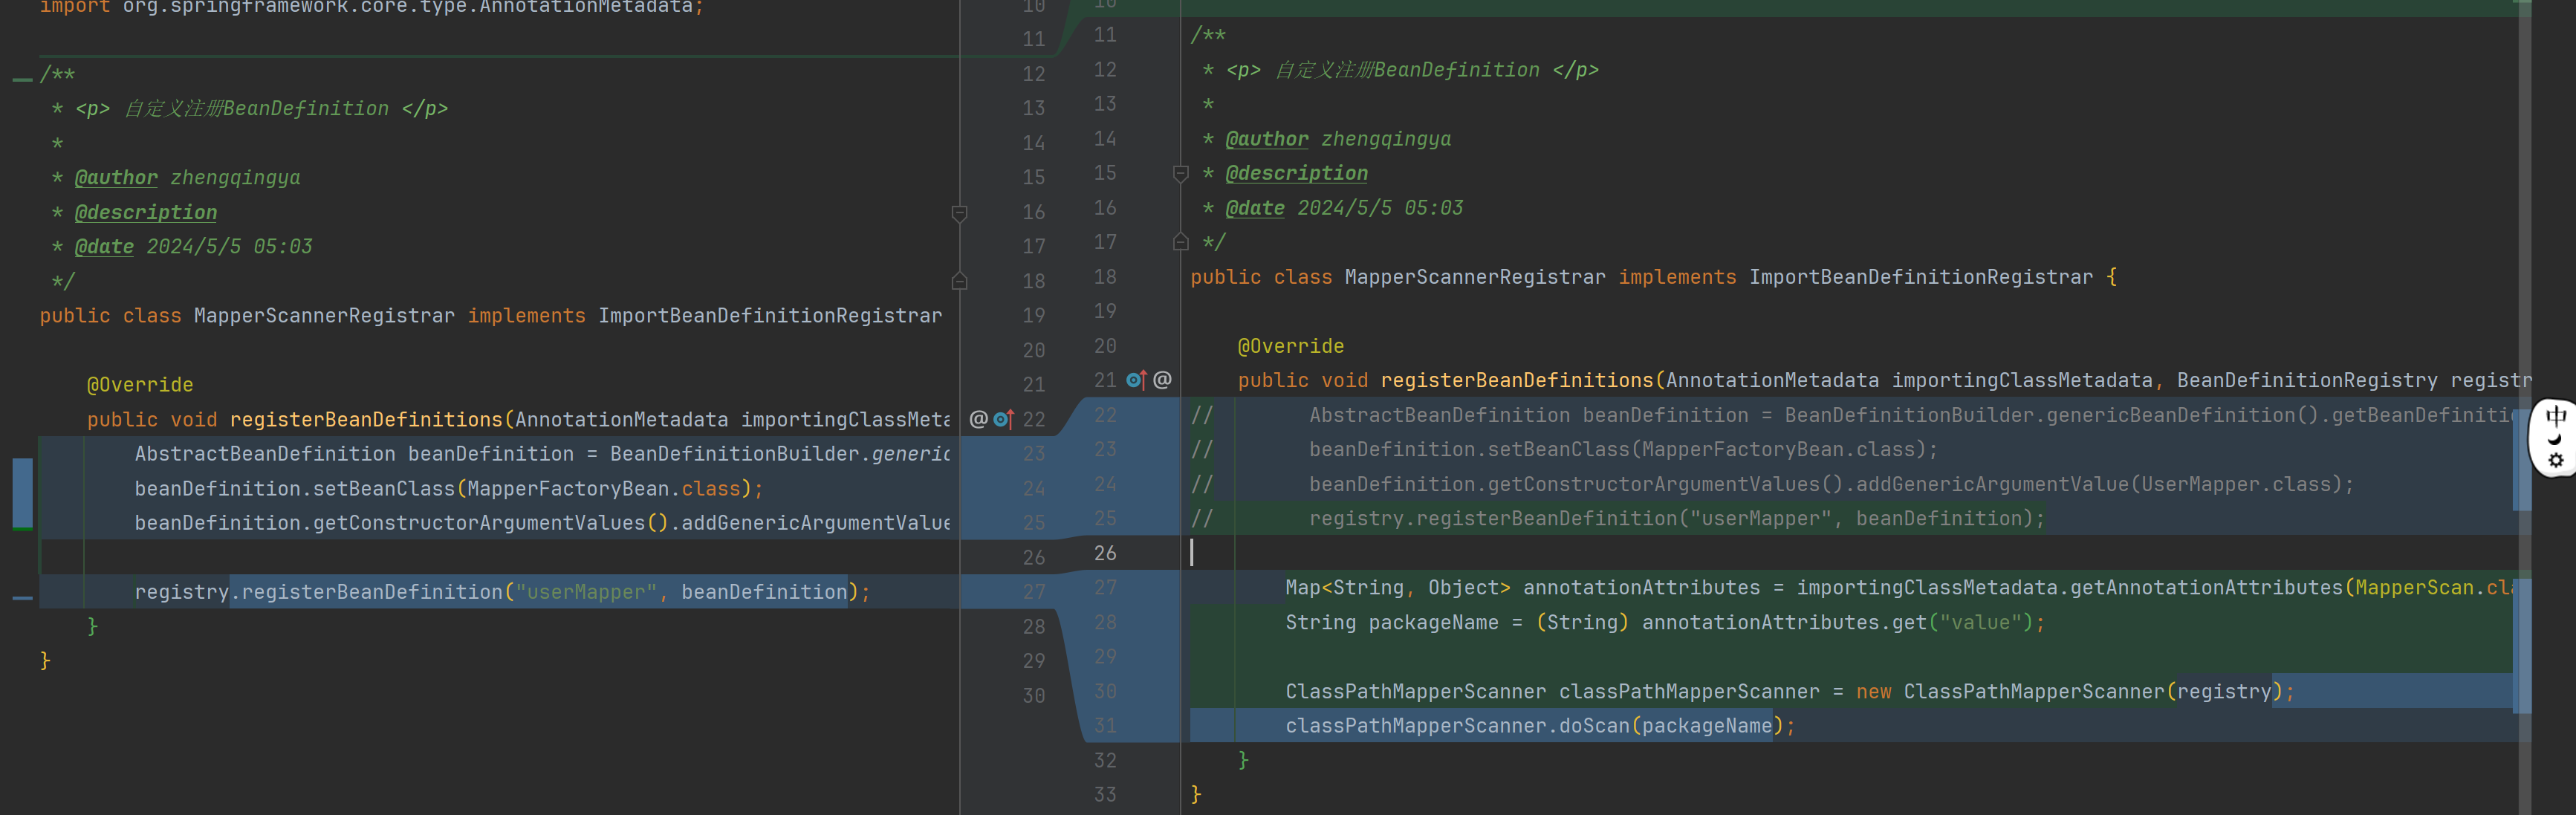 import org.springframework.core.type.AnnotationMetadata;
/**
* <p> 自定义注册BeanDefinition </p>
*
* @author zhengqingya
* @description
* @date 2024/5/5 05:03
*/
public class MapperScannerRegistrar implements ImportBeanDefinitionRegistrar
@Override
public void registerBeanDefinitions(AnnotationMetadata importingClassMeta
AbstractBeanDefinition beanDefinition = BeanDefinitionBuilder.generic
beanDefinition.setBeanClass(MapperFactoryBean.class);
beanDefinition.getConstructorArgumentValues().addGenericArgumentValue
registry.registerBeanDefinition("userMapper", beanDefinition);
}
}
10
11
12
13
14
15
16
17
18
19
20
21
@ 22
23
24
25
26
27
28
29
30
10
11 /**
12 * <p> 自定义注册BeanDefinition </p>
13 *
14 * @author zhengqingya
15 * @description
16 * @date 2024/5/5 05:03
17 */
18 public class MapperScannerRegistrar implements ImportBeanDefinitionRegistrar {
19
20 @Override
21 @ public void registerBeanDefinitions(AnnotationMetadata importingClassMetadata, BeanDefinitionRegistry registr
22 // AbstractBeanDefinition beanDefinition = BeanDefinitionBuilder.genericBeanDefinition().getBeanDefinitio
23 // beanDefinition.setBeanClass(MapperFactoryBean.class);
24 // beanDefinition.getConstructorArgumentValues().addGenericArgumentValue(UserMapper.class);
25 // registry.registerBeanDefinition("userMapper", beanDefinition);
26
27 Map<String, Object> annotationAttributes = importingClassMetadata.getAnnotationAttributes(MapperScan.cla
28 String packageName = (String) annotationAttributes.get("value");
29
30 ClassPathMapperScanner classPathMapperScanner = new ClassPathMapperScanner(registry);
31 classPathMapperScanner.doScan(packageName);
32 }
33 }
中